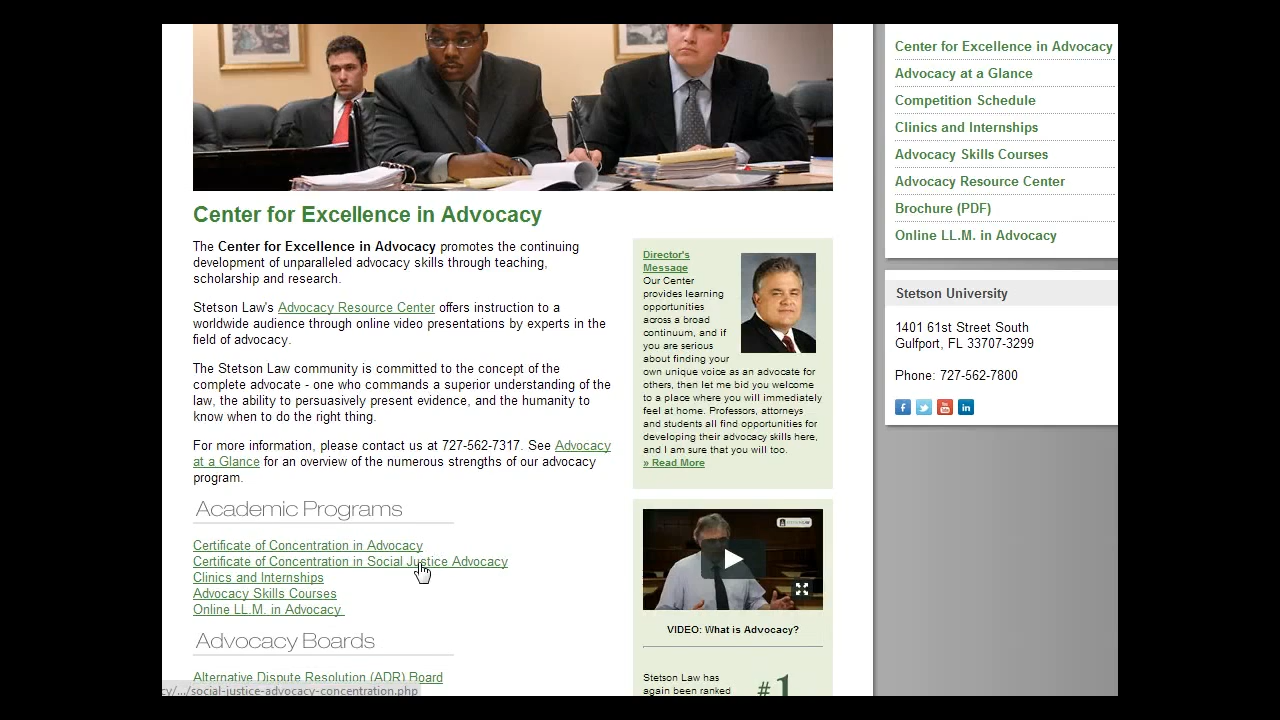 Center for Excellence in Advocacy
The Center for Excellence in Advocacy promotes the continuing
development of unparalleled advocacy skills through teaching,
scholarship and research.
Stetson Law's Advocacy Resource Center offers instruction to a
worldwide audience through online video presentations by experts in the
field of advocacy.
The Stetson Law community is committed to the concept of the
complete advocate - one who commands a superior understanding of the
law, the ability to persuasively present evidence, and the humanity to
know when to do the right thing.
For more information, please contact us at 727-562-7317. See Advocacy
at a Glance for an overview of the numerous strengths of our advocacy
program.
Academic Programs
Certificate of Concentration in Advocacy
Certificate of Concentration in Social Justice Advocacy
Clinics and Internships
Advocacy Skills Courses
Online LL.M. in Advocacy
Advocacy Boards
Alternative Dispute Resolution (ADR) Board
cy/.../social-justice-advocacy-concentration.php
Director's
Message
Our Center
provides learning
opportunities
across a broad
continuum, and if
you are serious
about finding your
own unique voice as an advocate for
others, then let me bid you welcome
to a place where you will immediately
feel at home. Professors, attorneys
and students all find opportunities for
developing their advocacy skills here,
and I am sure that you will too.
» Read More
VIDEO: What is Advocacy?
Stetson Law has
again been ranked
#1
Center for Excellence in Advocacy
Advocacy at a Glance
Competition Schedule
Clinics and Internships
Advocacy Skills Courses
Advocacy Resource Center
Brochure (PDF)
Online LL.M. in Advocacy
Stetson University
1401 61st Street South
Gulfport, FL 33707-3299
Phone: 727-562-7800